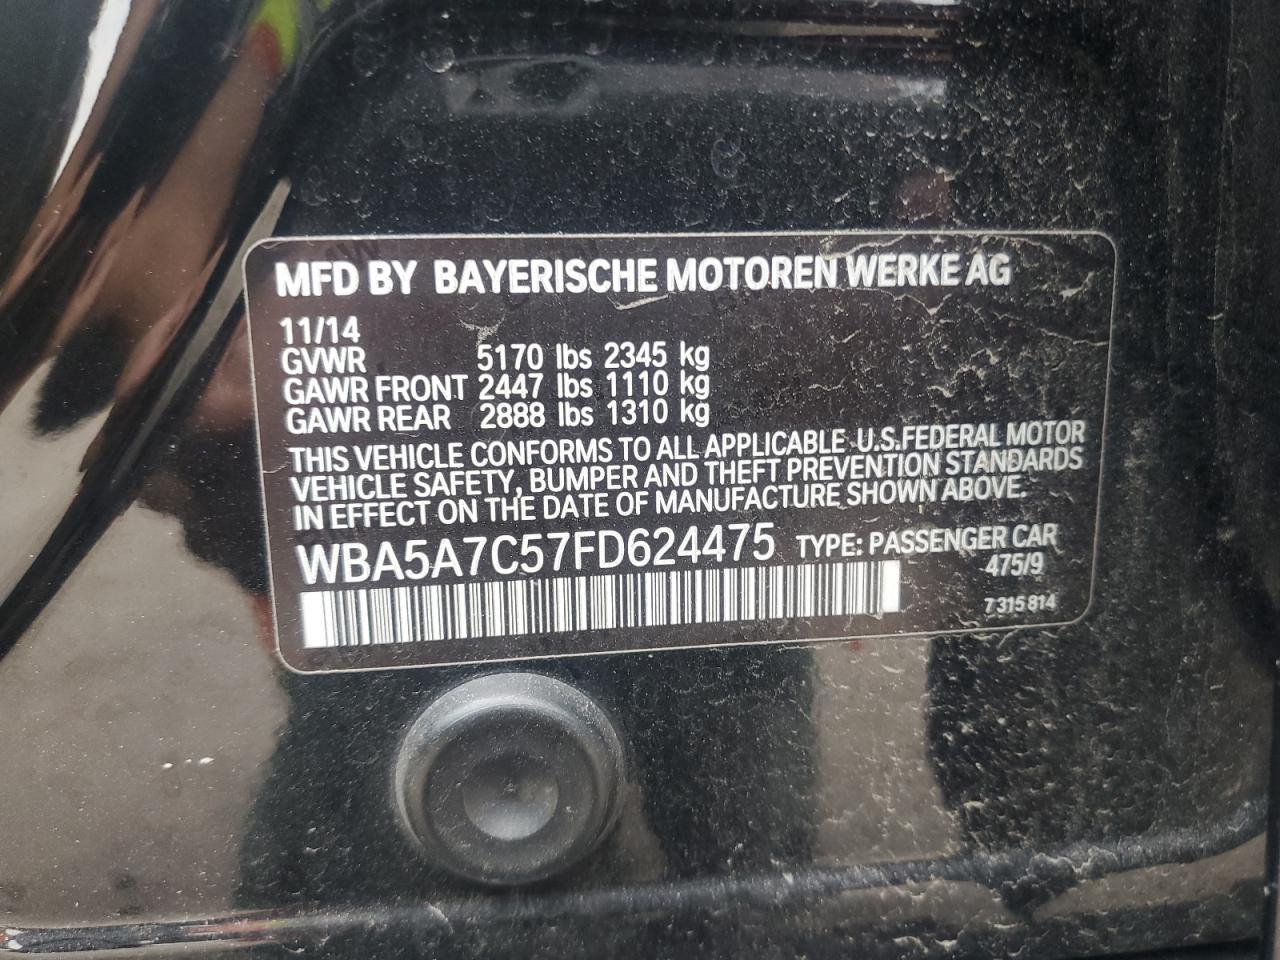 MFD BY BAYERISCHE MOTOREN WERKE AG
11/14
GVWR 5170 lbs 2345 kg
GAWR FRONT 2447 lbs 1110 kg
GAWR REAR 2888 lbs 1310 kg
THIS VEHICLE CONFORMS TO ALL APPLICABLE U.S.FEDERAL MOTOR
VEHICLE SAFETY, BUMPER AND THEFT PREVENTION STANDARDS
IN EFFECT ON THE DATE OF MANUFACTURE SHOWN ABOVE.
WBA5A7C57FD624475 TYPE: PASSENGER CAR
475/9
7 315 814